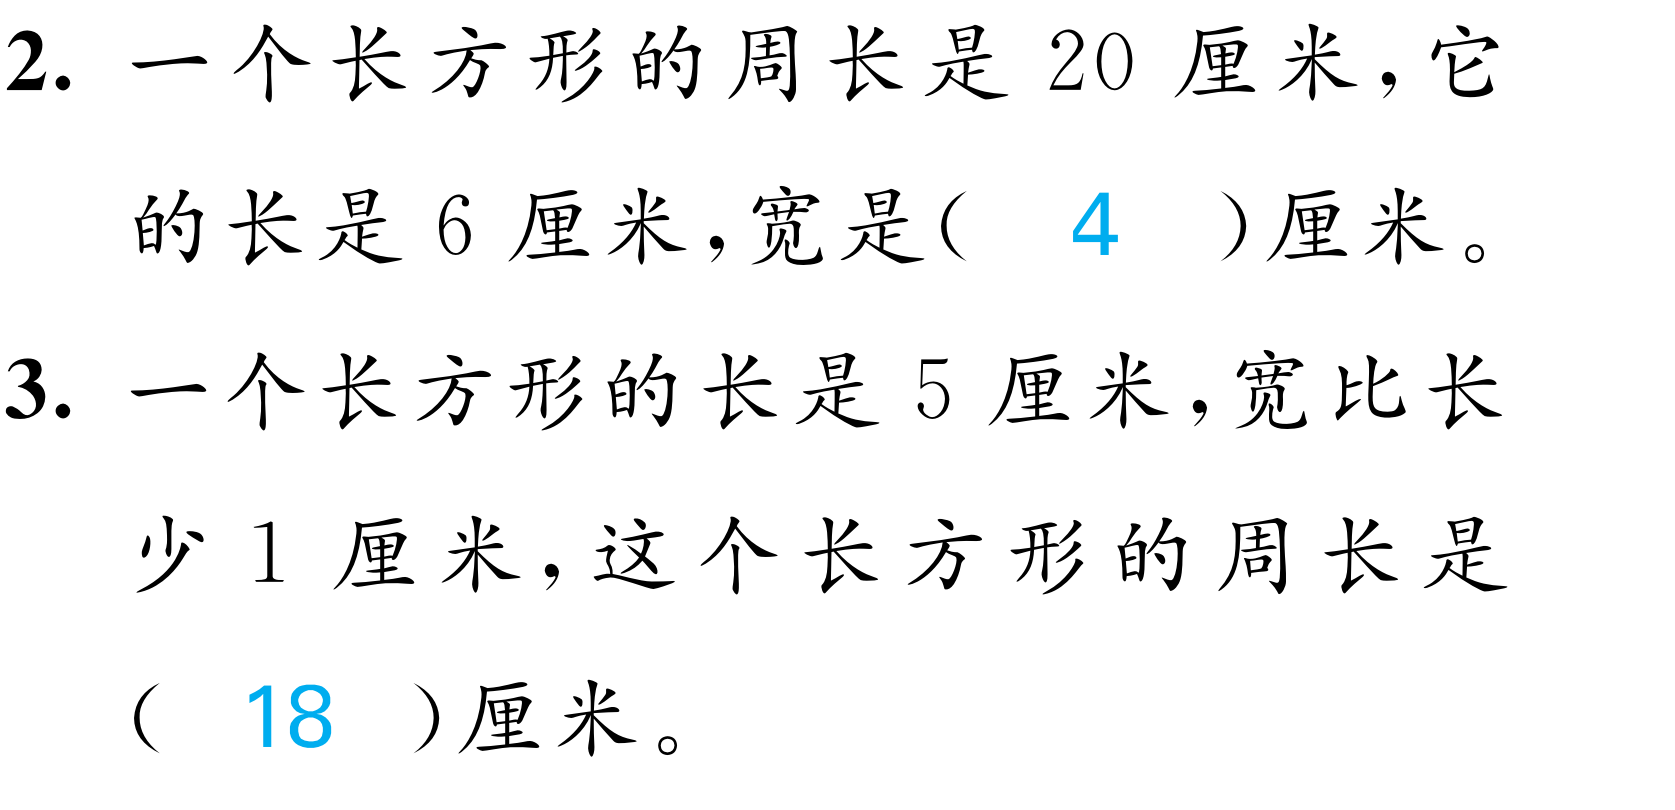 2. 一个长方形的周长是 20 厘米,它
的长是 6 厘米,宽是( 4 )厘米。
3. 一个长方形的长是 5 厘米,宽比长
少 1 厘米,这个长方形的周长是
( 18 )厘米。